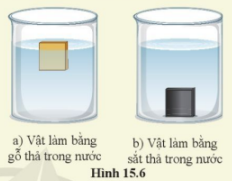 a) Vật làm bằng
gỗ thả trong nước
b) Vật làm bằng
sắt thả trong nước
Hình 15.6